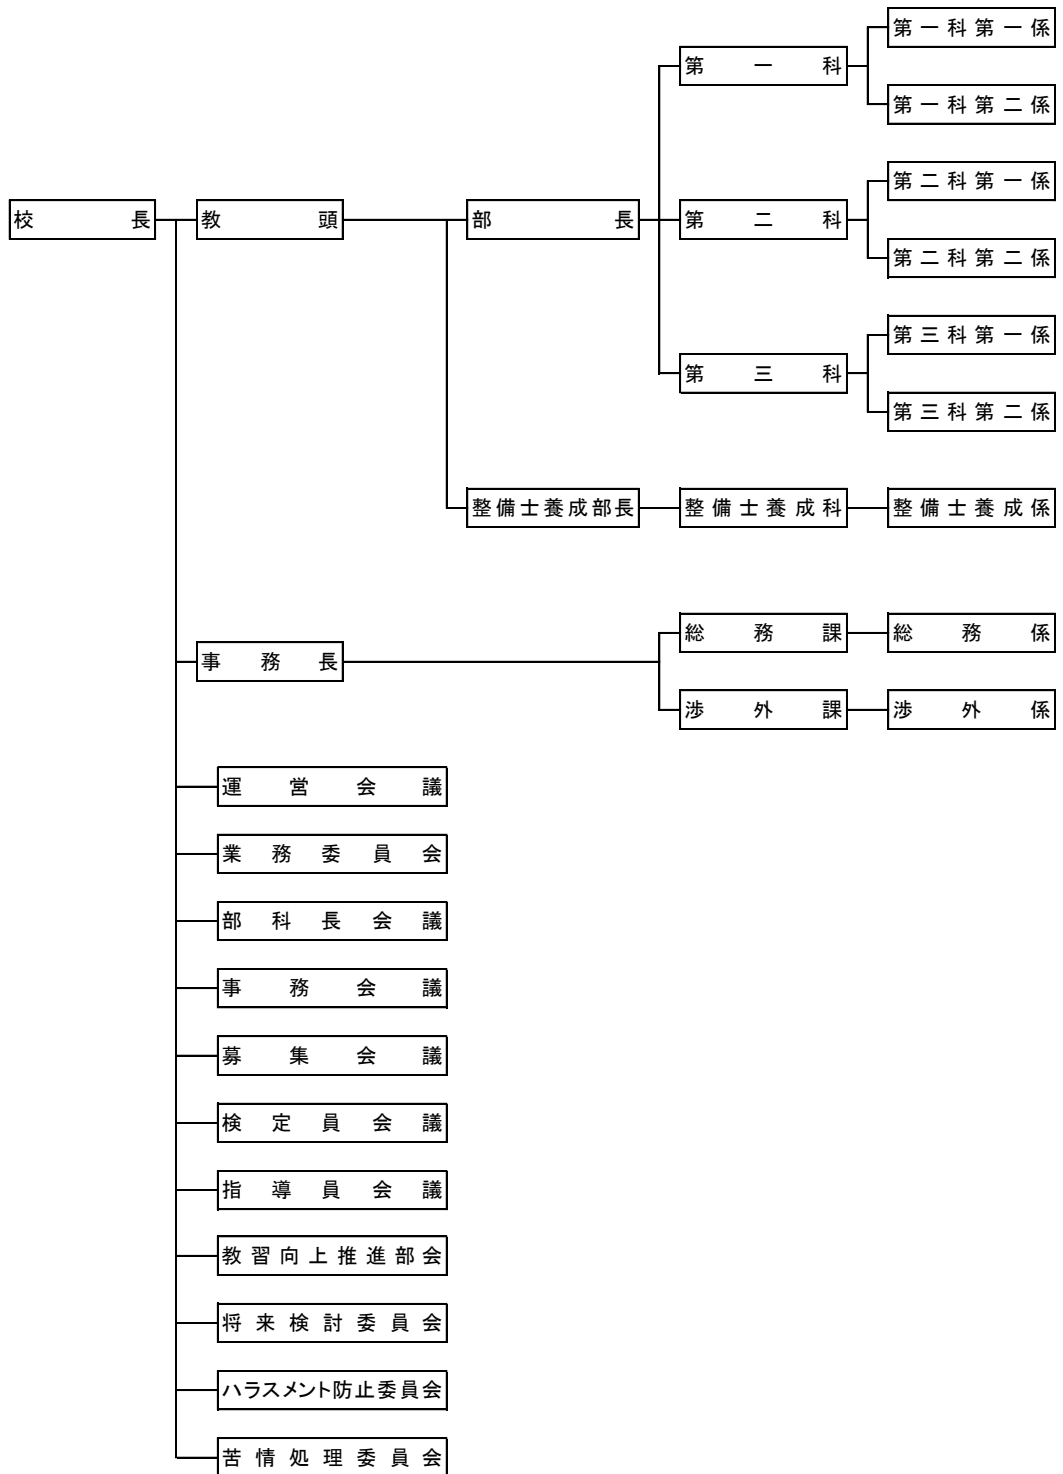 第一科第一係
第一科
第一科第二係
第二科第一係
校長 教頭 部長 第二科
第二科第二係
第三科第一係
第三科
第三科第二係
整備士養成部長 整備士養成科 整備士養成係
総務課 総務係
事務長
渉外課 渉外係
運営会議
業務委員会
部科長会議
事務会議
募集会議
検定員会議
指導員会議
教習向上推進部会
将来検討委員会
ハラスメント防止委員会
苦情処理委員会